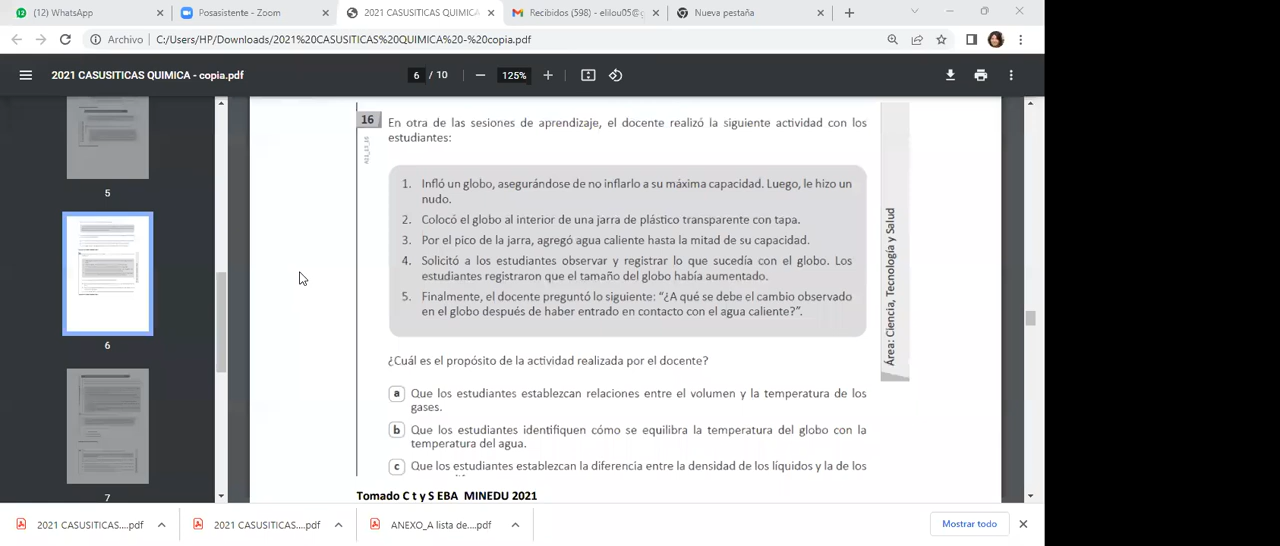 (12) WhatsApp
Posasistente - Zoom
2021 CASUSITICAS QUIMICA
Recibidos (598) - elilou05@g
Nueva pestaña
Archivo C:/Users/HP/Downloads/2021%20CASUSITICAS%20QUIMICA%20-%20copia.pdf
2021 CASUSITICAS QUIMICA - copia.pdf
6 / 10
125%
5
6
7
16
En otra de las sesiones de aprendizaje, el docente realizó la siguiente actividad con los
estudiantes:
1. Infló un globo, asegurándose de no inflarlo a su máxima capacidad. Luego, le hizo un
nudo.
2. Colocó el globo al interior de una jarra de plástico transparente con tapa.
3. Por el pico de la jarra, agregó agua caliente hasta la mitad de su capacidad.
4. Solicitó a los estudiantes observar y registrar lo que sucedía con el globo. Los
estudiantes registraron que el tamaño del globo había aumentado.
5. Finalmente, el docente preguntó lo siguiente: “¿A qué se debe el cambio observado
en el globo después de haber entrado en contacto con el agua caliente?”.
Área: Ciencia, Tecnología y Salud
¿Cuál es el propósito de la actividad realizada por el docente?
a Que los estudiantes establezcan relaciones entre el volumen y la temperatura de los
gases.
b Que los estudiantes identifiquen cómo se equilibra la temperatura del globo con la
temperatura del agua.
c Que los estudiantes establezcan la diferencia entre la densidad de los líquidos y la de los
Tomado C t y S EBA MINEDU 2021
2021 CASUSITICAS....pdf
2021 CASUSITICAS....pdf
ANEXO_A lista de....pdf
Mostrar todo